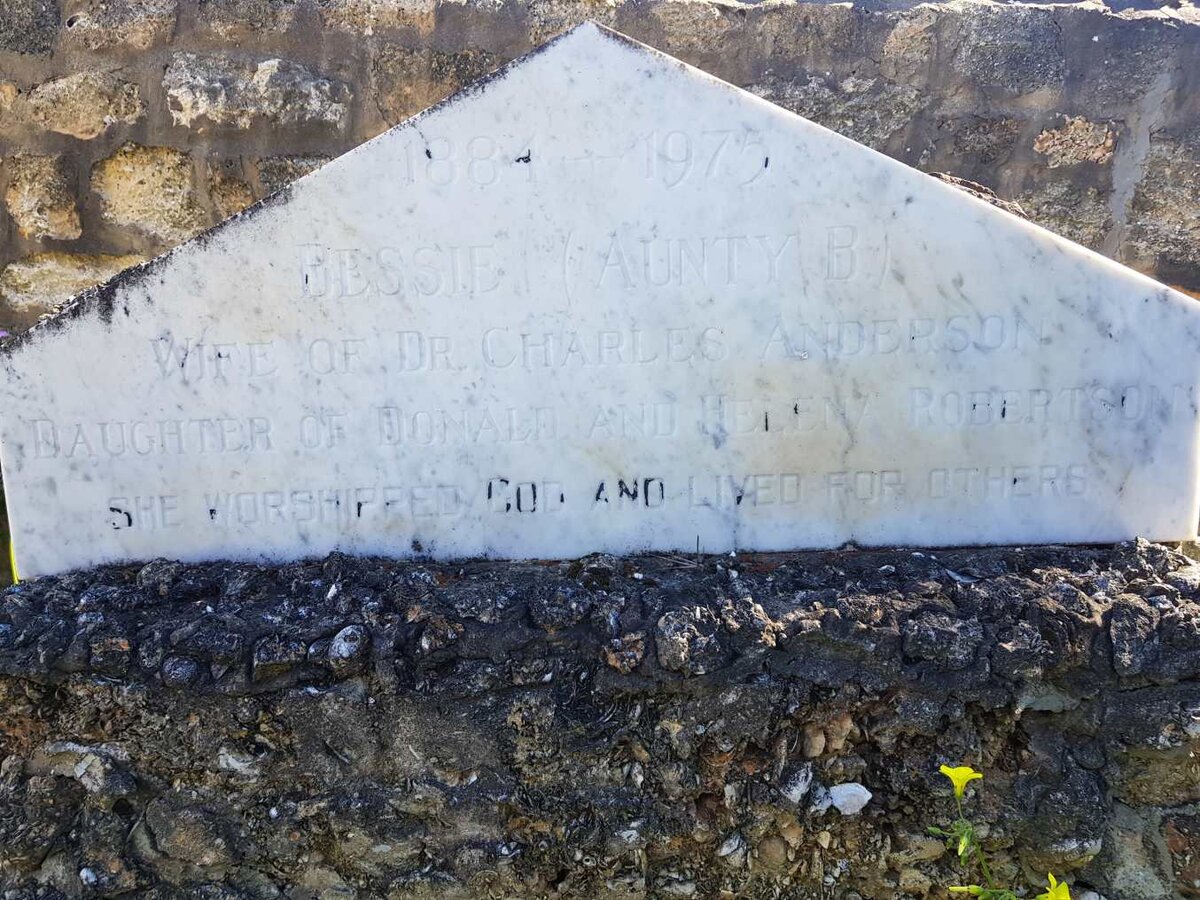 1884 — 1975
BESSIE (AUNTY B)
WIFE OF DR. CHARLES ANDERSON
DAUGHTER OF DONALD AND HELENA ROBERTSON
SHE WORSHIPPED GOD AND LIVED FOR OTHERS